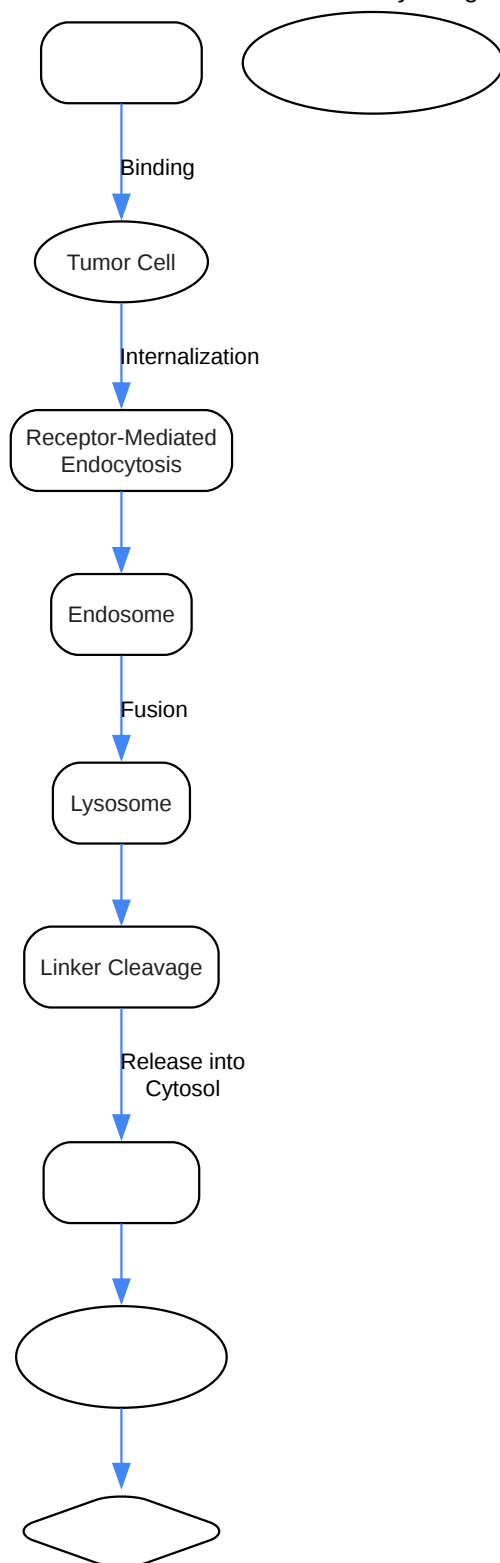 Binding
Tumor Cell
Internalization
Receptor-Mediated
Endocytosis
Endosome
Fusion
Lysosome
Linker Cleavage
Release into
Cytosol